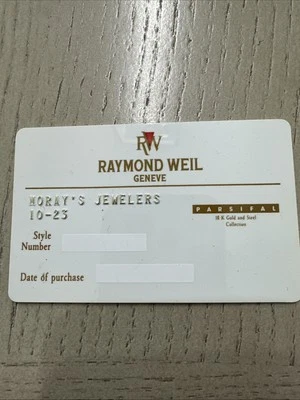 RW
RAYMOND WEIL
GENEVE
MORAY'S JEWELERS
10-23
PARSIFAL
18 K Gold and Steel
Collection
Style
Number
Date of purchase